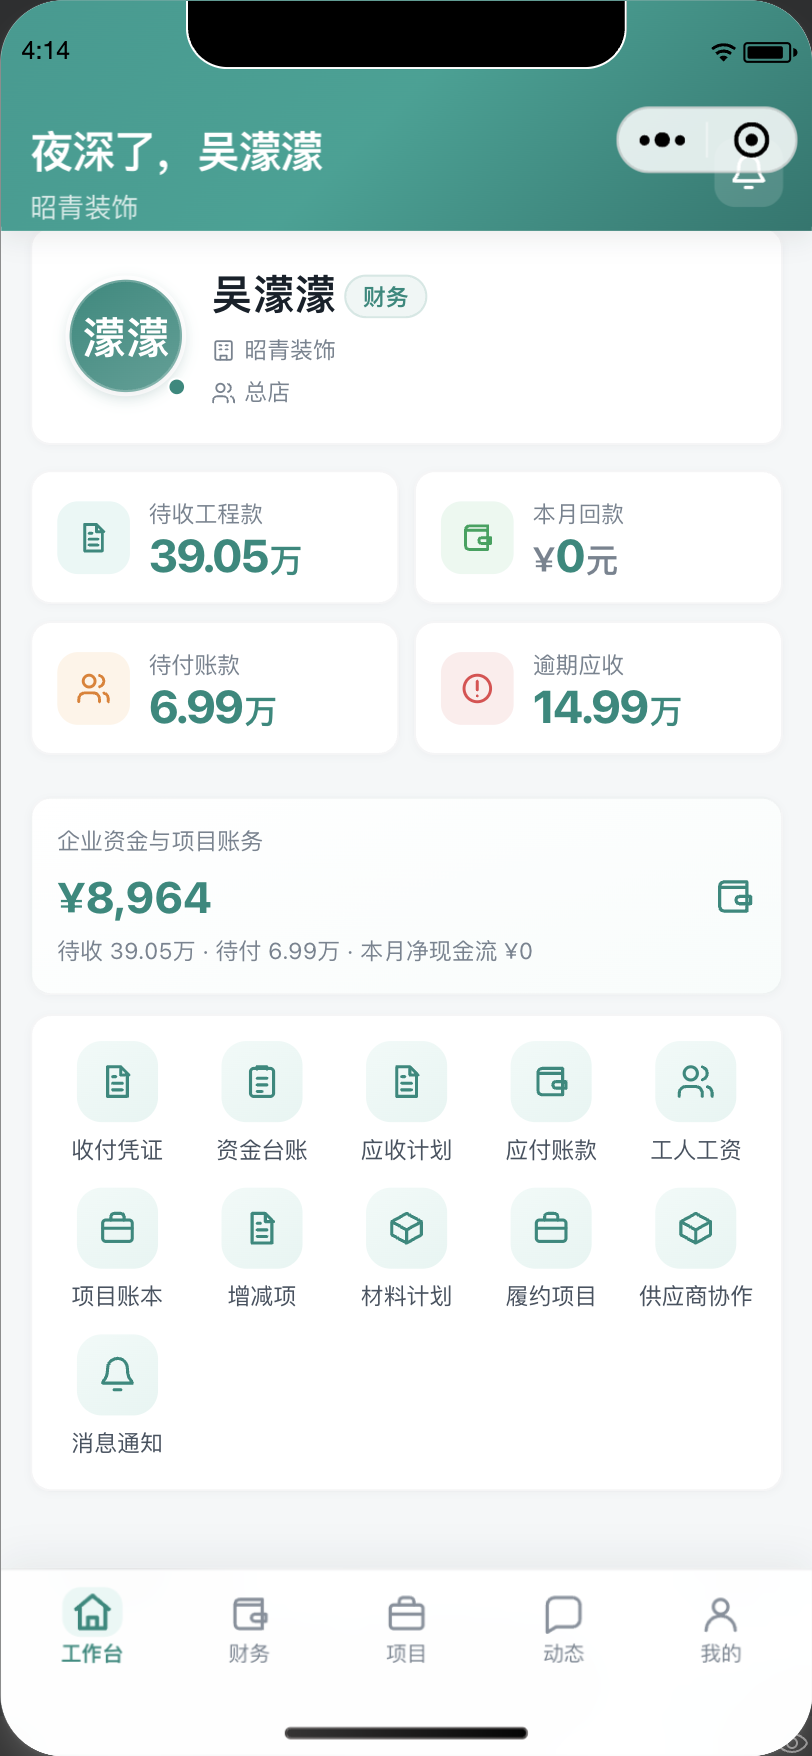 4:14
夜深了，吴濛濛
昭青装饰
濛濛
吴濛濛 财务
昭青装饰
总店
待收工程款
39.05万
本月回款
¥0元
待付账款
6.99万
逾期应收
14.99万
企业资金与项目账务
¥8,964
待收 39.05万 · 待付 6.99万 · 本月净现金流 ¥0
收付凭证 资金台账 应收计划 应付账款 工人工资
项目账本 增减项 材料计划 履约项目 供应商协作
消息通知
工作台 财务 项目 动态 我的